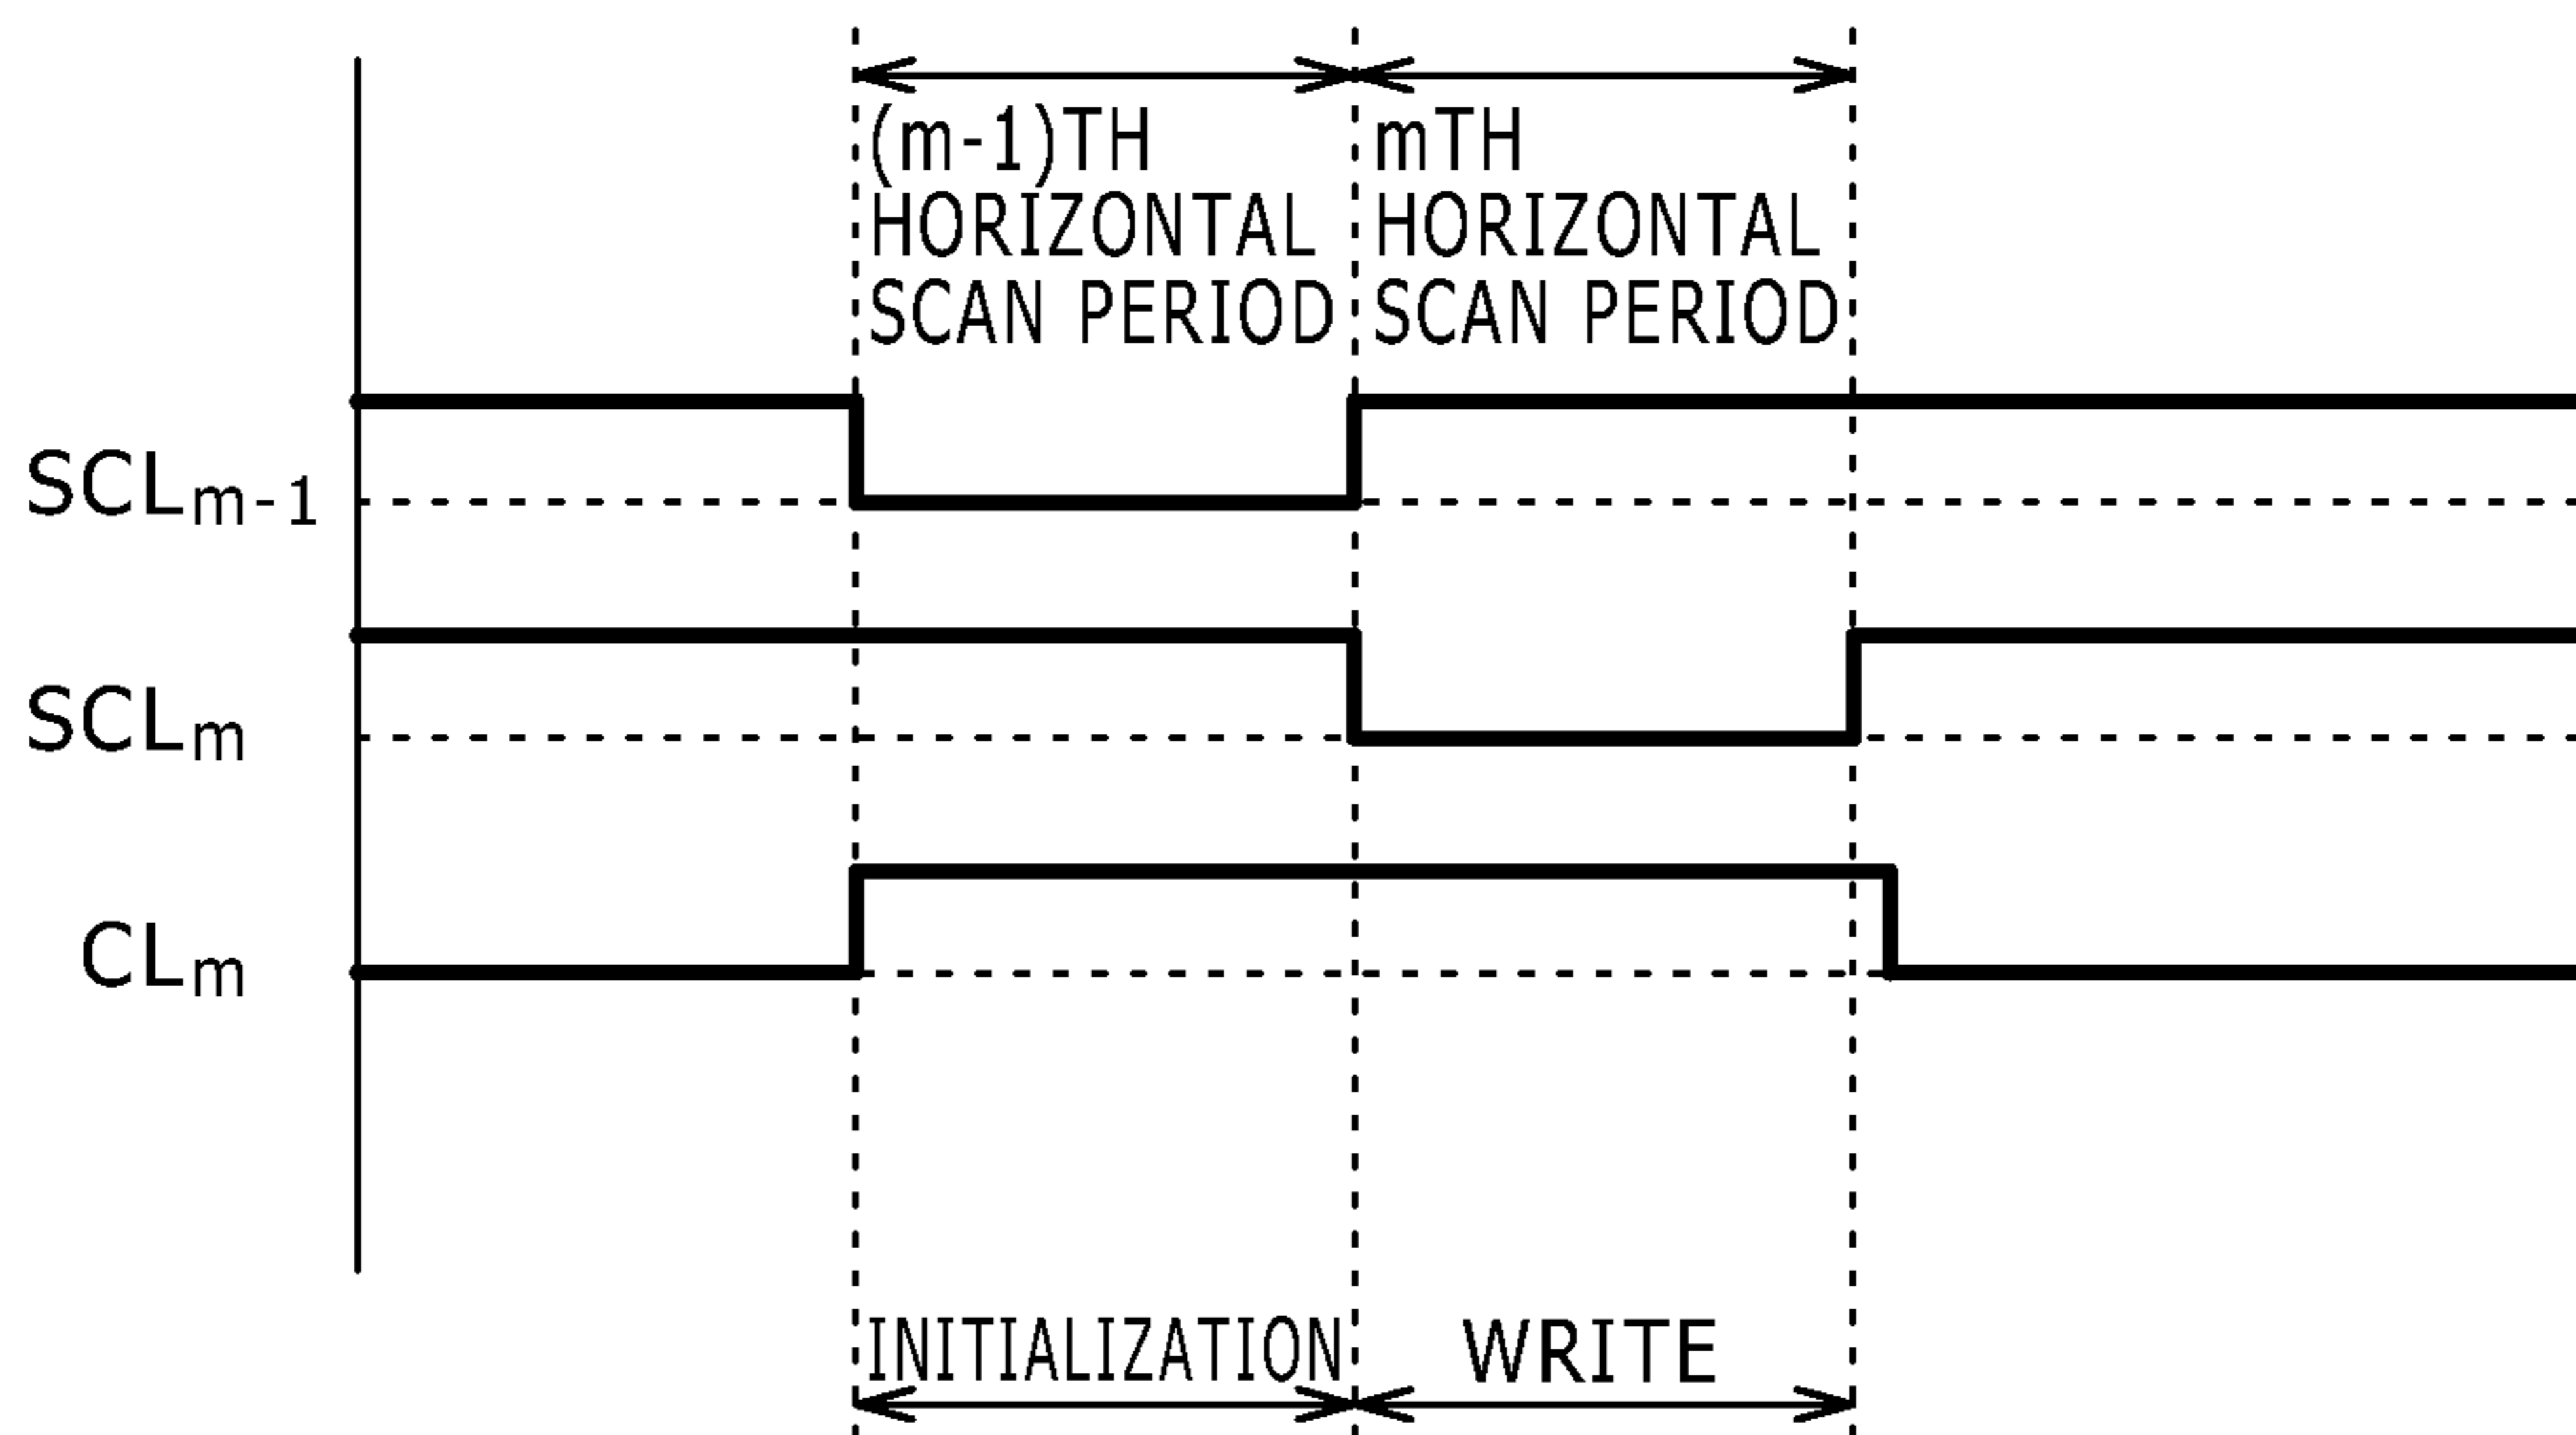 (m-1)TH
HORIZONTAL
SCAN PERIOD
mTH
HORIZONTAL
SCAN PERIOD
SCLm-1
SCLm
CLm
INITIALIZATION
WRITE